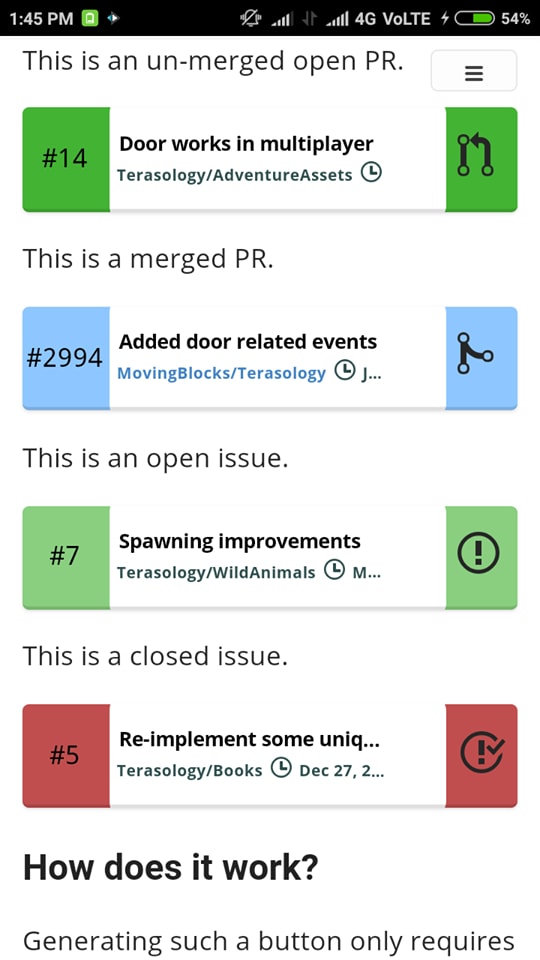 1:45 PM 4G VoLTE 54%
This is an un-merged open PR.
#14
Door works in multiplayer
Terasology/AdventureAssets
This is a merged PR.
#2994
Added door related events
MovingBlocks/Terasology J...
This is an open issue.
#7
Spawning improvements
Terasology/WildAnimals M...
This is a closed issue.
#5
Re-implement some uniq...
Terasology/Books Dec 27, 2...
How does it work?
Generating such a button only requires